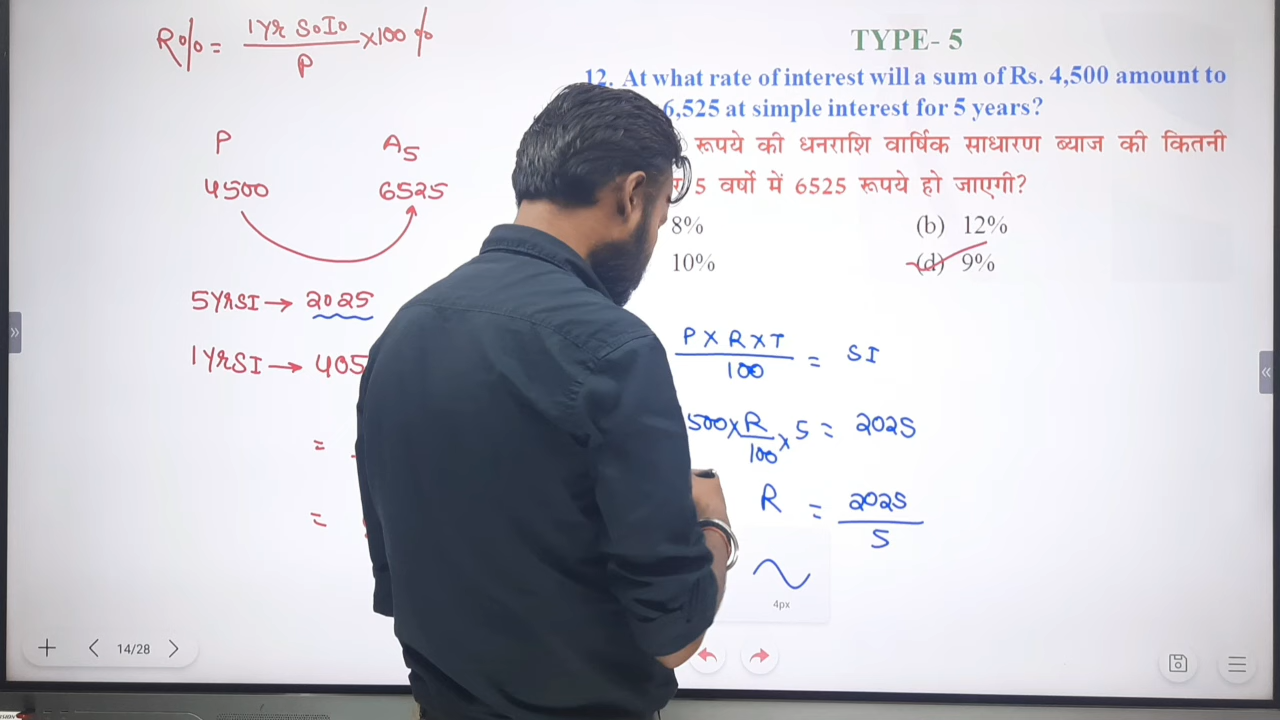 R% = 1Yr S.I. / P ×100%
P A5
4500 6525
5YrSI → 2025
1YrSI → 405
=
=
TYPE- 5
12. At what rate of interest will a sum of Rs. 4,500 amount to
6,525 at simple interest for 5 years?
रूपये की धनराशि वार्षिक साधारण ब्याज की कितनी
5 वर्षो में 6525 रूपये हो जाएगी?
8% (b) 12%
10% (d) 9%
P × R × T / 100 = SI
500 × R / 100 × 5 = 2025
R = 2025 / 5
4px
14/28